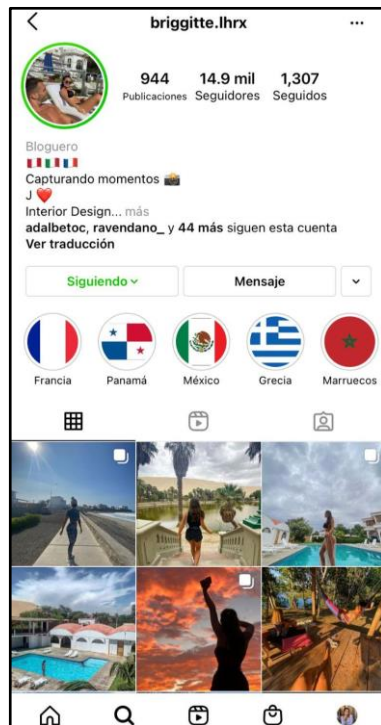 briggitte.lhrx
944 14.9 mil 1,307
Publicaciones Seguidores Seguidos
Bloguero
Capturando momentos 📸
J ❤️
Interior Design... más
adalbetoc, ravendano_ y 44 más siguen esta cuenta
Ver traducción
Siguiendo Mensaje
Francia Panamá México Grecia Marruecos